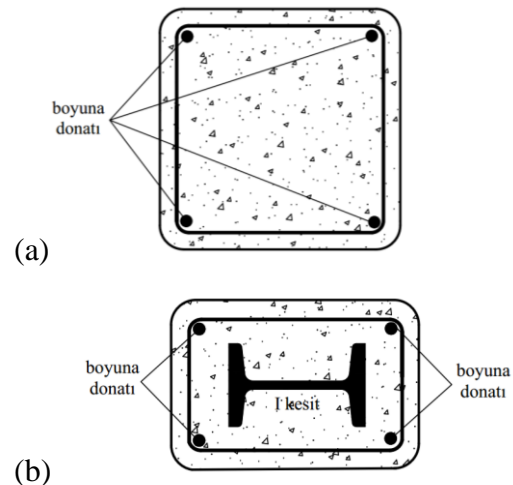 boyuna
donatı
(a)
boyuna
donatı
I kesit
boyuna
donatı
(b)